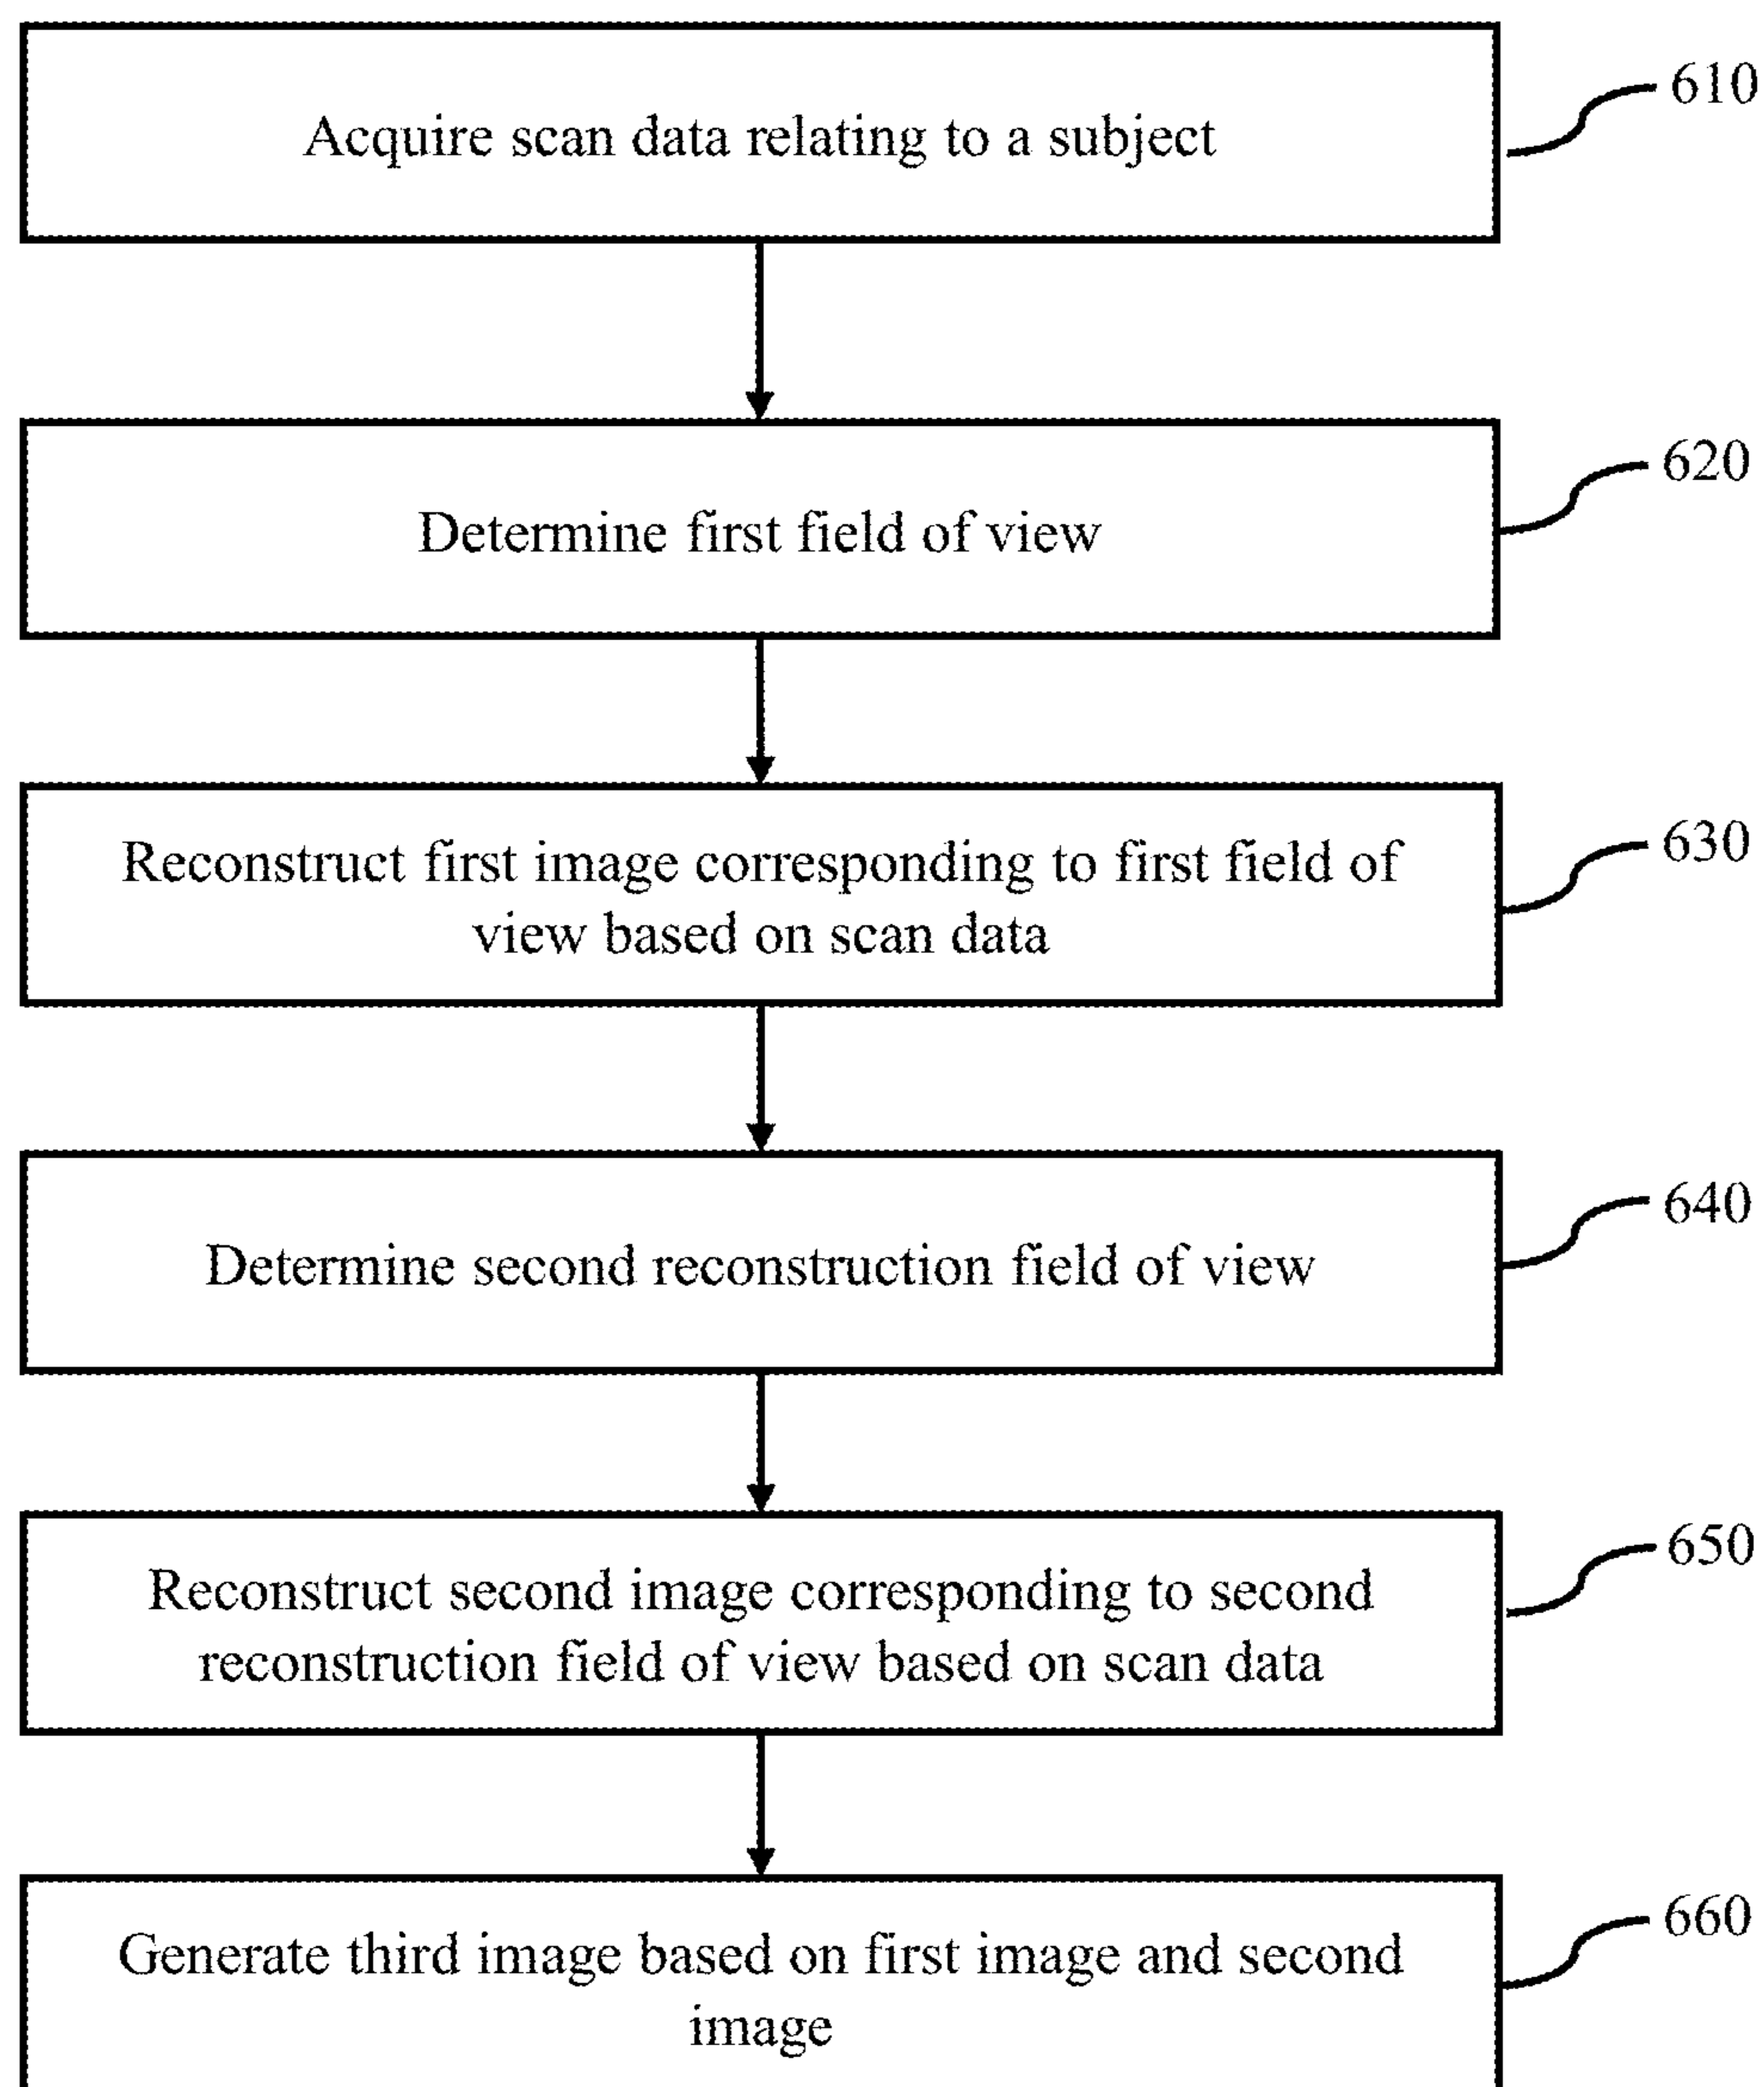 Acquire scan data relating to a subject
610
Determine first field of view
620
Reconstruct first image corresponding to first field of
view based on scan data
630
Determine second reconstruction field of view
640
Reconstruct second image corresponding to second
reconstruction field of view based on scan data
650
Generate third image based on first image and second
image
660